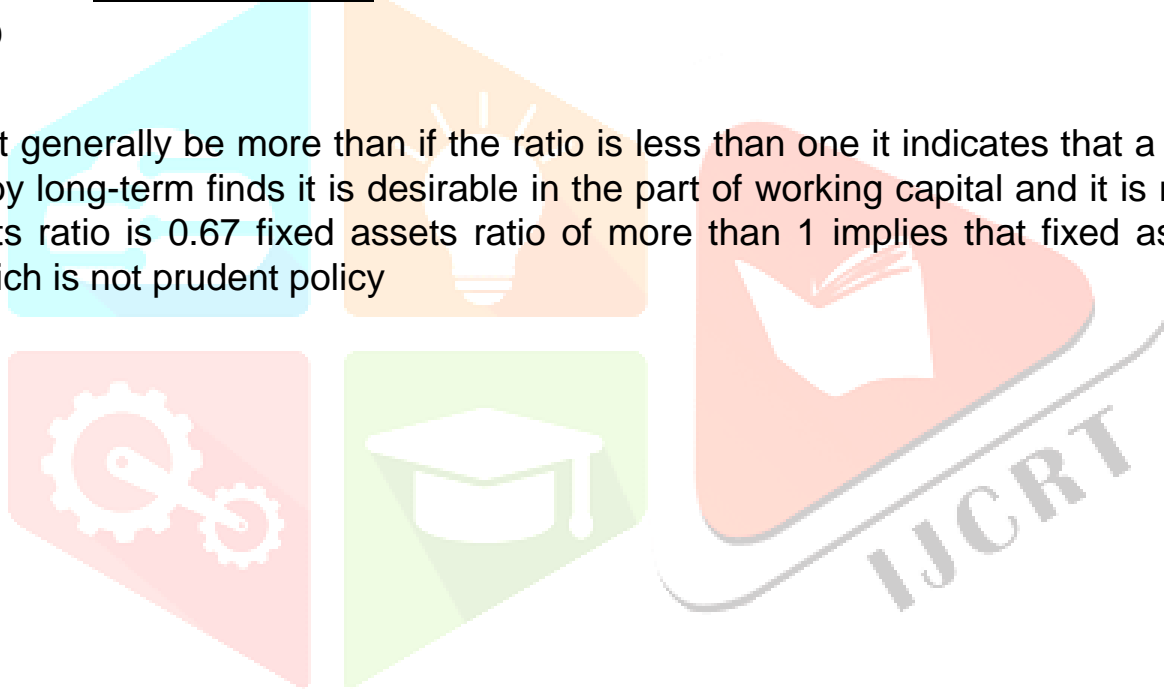 )
t generally be more than if the ratio is less than one it indicates that a
by long-term finds it is desirable in the part of working capital and it is
ts ratio is 0.67 fixed assets ratio of more than 1 implies that fixed as
ich is not prudent policy
IJCRT